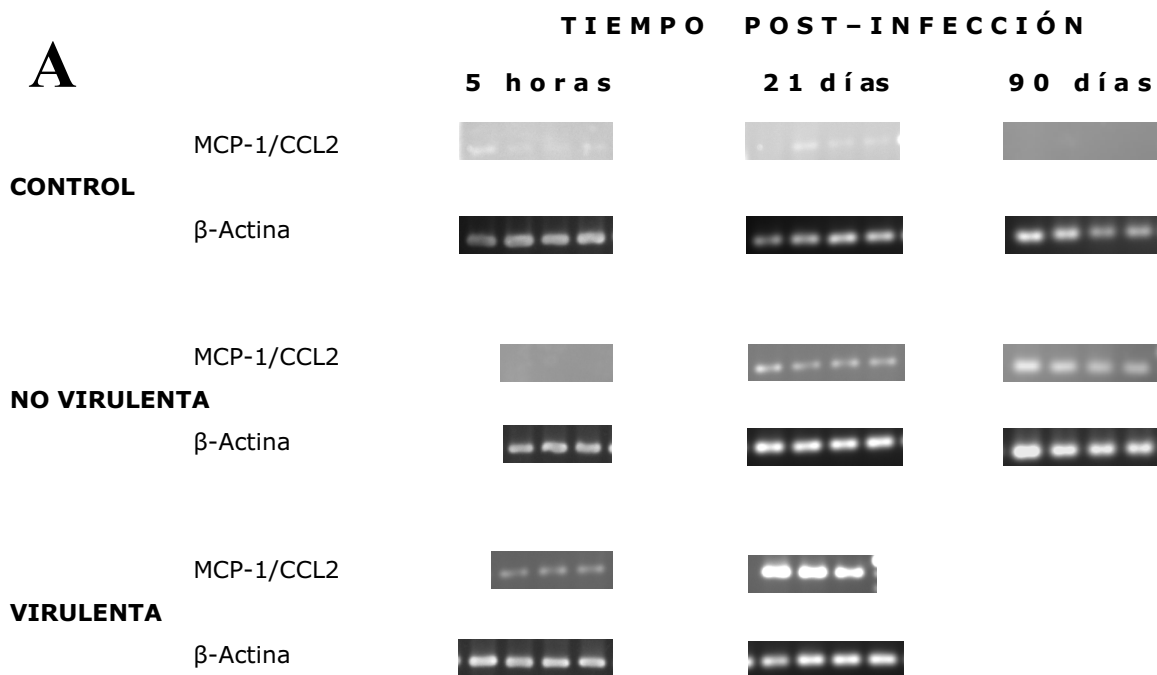 TIEMPO POST–INFECCIÓN
A
5 horas 21 días 90 días
MCP-1/CCL2
CONTROL
β-Actina
MCP-1/CCL2
NO VIRULENTA
β-Actina
MCP-1/CCL2
VIRULENTA
β-Actina